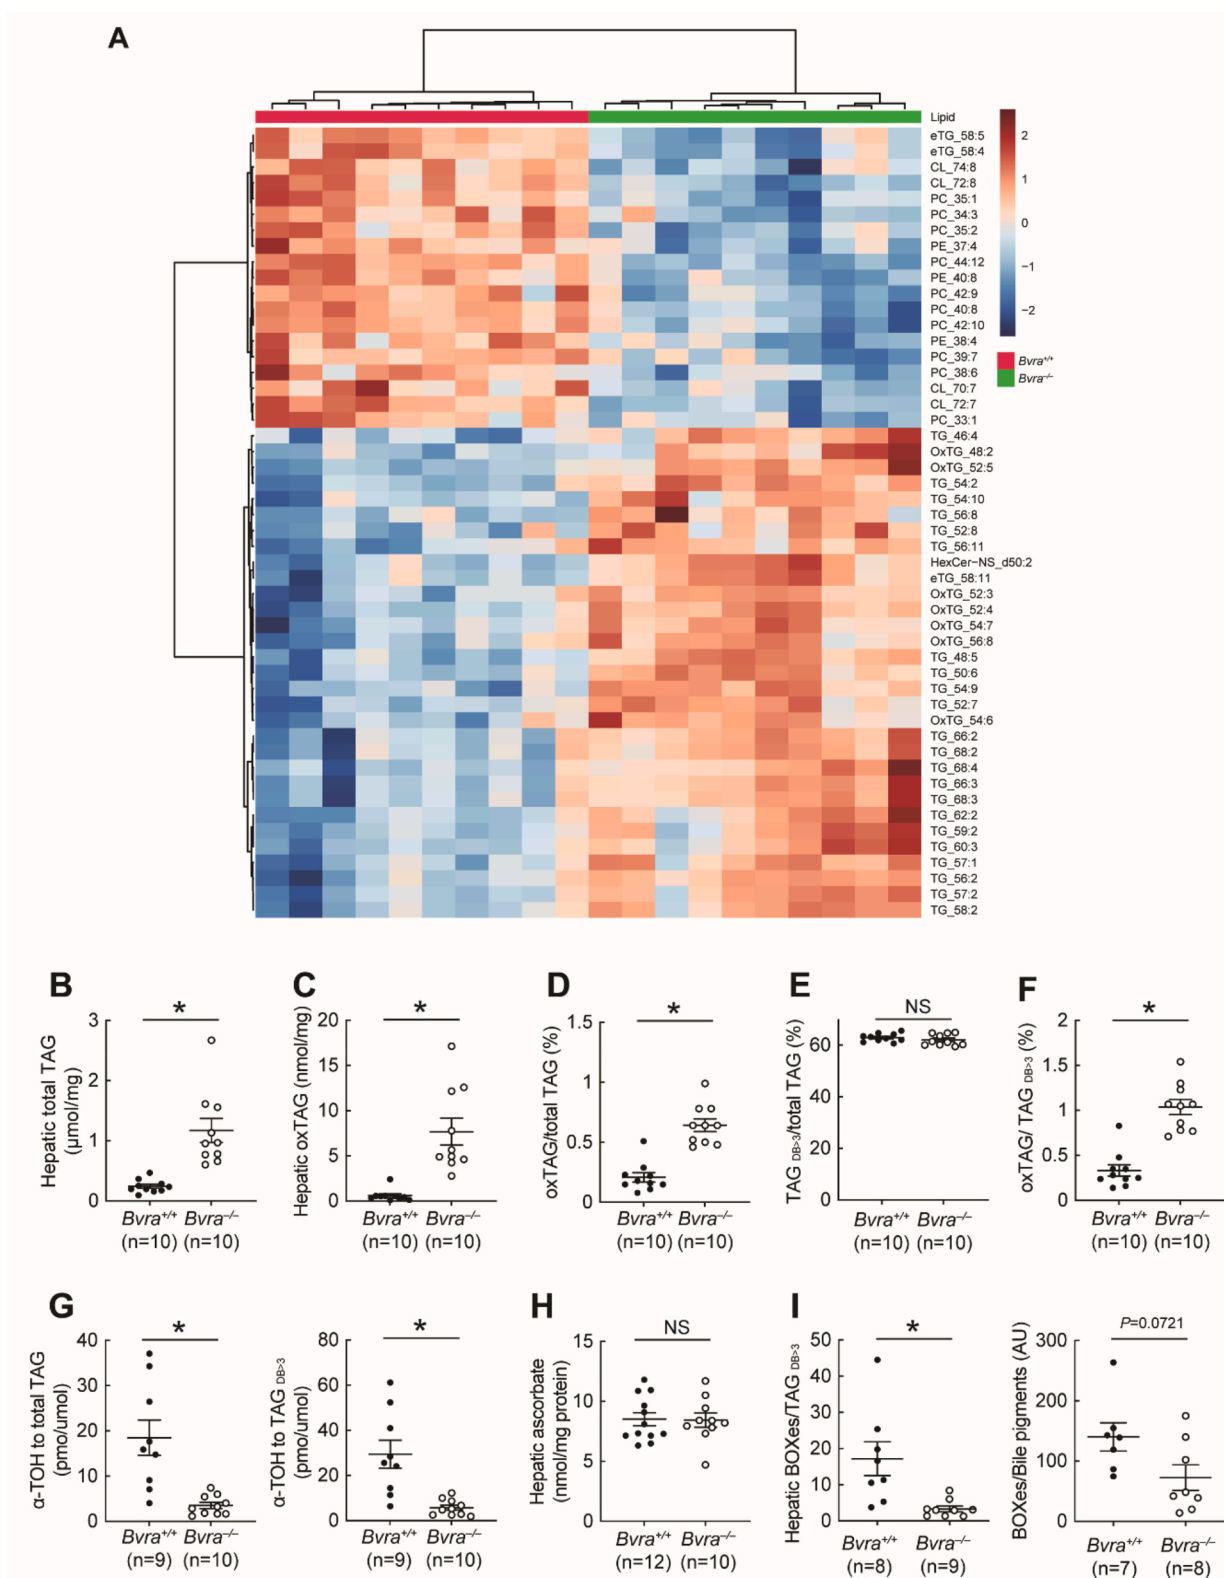 A
Lipid
eTG_58:5
eTG_58:4
CL_74:8
CL_72:8
PC_35:1
PC_34:3
PC_35:2
PE_37:4
PC_44:12
PE_40:8
PC_42:9
PC_40:8
PC_42:10
PE_38:4
PC_39:7
PC_38:6
CL_70:7
CL_72:7
PC_33:1
TG_46:4
OxTG_48:2
OxTG_52:5
TG_54:2
TG_54:10
TG_56:8
TG_52:8
TG_56:11
HexCer−NS_d50:2
eTG_58:11
OxTG_52:3
OxTG_52:4
OxTG_54:7
OxTG_56:8
TG_48:5
TG_50:6
TG_54:9
TG_52:7
OxTG_54:6
TG_66:2
TG_68:2
TG_68:4
TG_66:3
TG_68:3
TG_62:2
TG_59:2
TG_60:3
TG_57:1
TG_56:2
TG_57:2
TG_58:2
2
1
0
−1
−2
Bvra+/+
Bvra−/−
B
Hepatic total TAG
(μmol/mg)
3
2
1
0
*
Bvra+/+ Bvra−/−
(n=10) (n=10)
C
Hepatic oxTAG (nmol/mg)
20
15
10
5
0
*
Bvra+/+ Bvra−/−
(n=10) (n=10)
D
oxTAG/total TAG (%)
1.5
1
0.5
0
*
Bvra+/+ Bvra−/−
(n=10) (n=10)
E
TAG DB>3/total TAG (%)
60
40
20
0
NS
Bvra+/+ Bvra−/−
(n=10) (n=10)
F
oxTAG/ TAG DB>3 (%)
2
1
0
*
Bvra+/+ Bvra−/−
(n=10) (n=10)
G
α-TOH to total TAG
(pmo/umol)
40
30
20
10
0
*
Bvra+/+ Bvra−/−
(n=9) (n=10)
α-TOH to TAG DB>3
(pmo/umol)
80
60
40
20
0
*
Bvra+/+ Bvra−/−
(n=9) (n=10)
H
Hepatic ascorbate
(nmol/mg protein)
15
10
5
0
NS
Bvra+/+ Bvra−/−
(n=12) (n=10)
I
Hepatic BOXes/TAG DB>3
50
40
30
20
10
0
*
Bvra+/+ Bvra−/−
(n=8) (n=9)
BOXes/Bile pigments (AU)
300
200
100
0
P=0.0721
Bvra+/+ Bvra−/−
(n=7) (n=8)